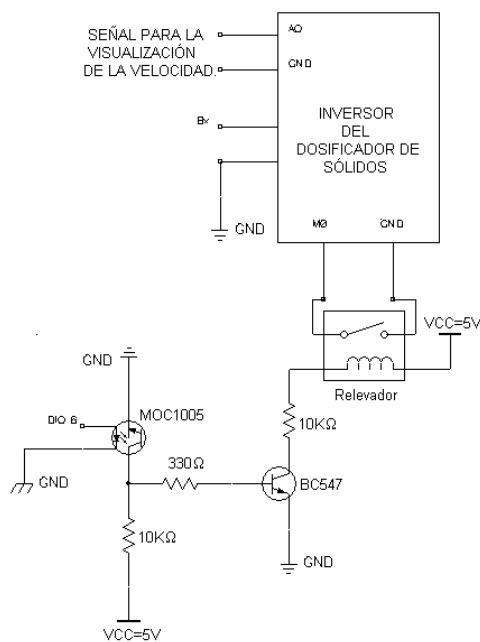 SEÑAL PARA LA
VISUALIZACIÓN
DE LA VELOCIDAD.
AO
GND
INVERSOR
DEL
DOSIFICADOR DE
SÓLIDOS
GND
MØ
GND
VCC=5V
Relevador
GND
MOC1005
DIO 6
GND
330Ω
10KΩ
BC547
10KΩ
GND
VCC=5V